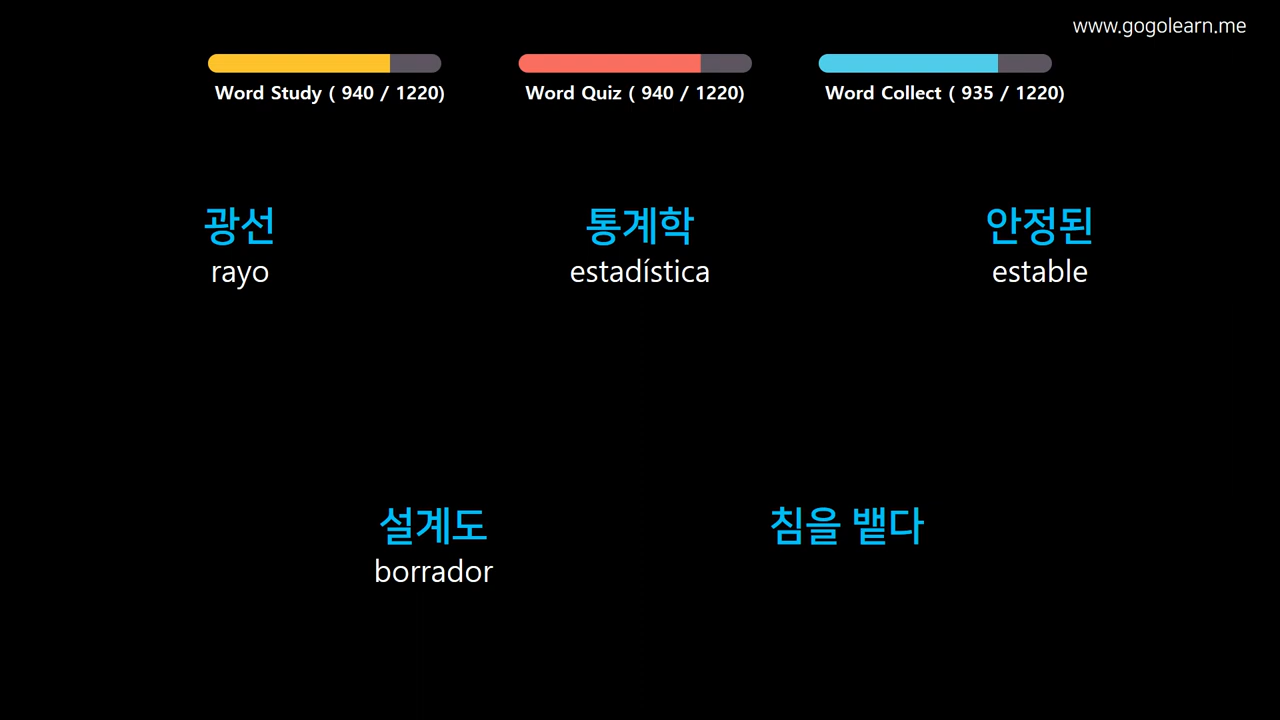 www.gogolearn.me
Word Study ( 940 / 1220)
Word Quiz ( 940 / 1220)
Word Collect ( 935 / 1220)
광선
rayo
통계학
estadística
안정된
estable
설계도
borrador
침을 뱉다